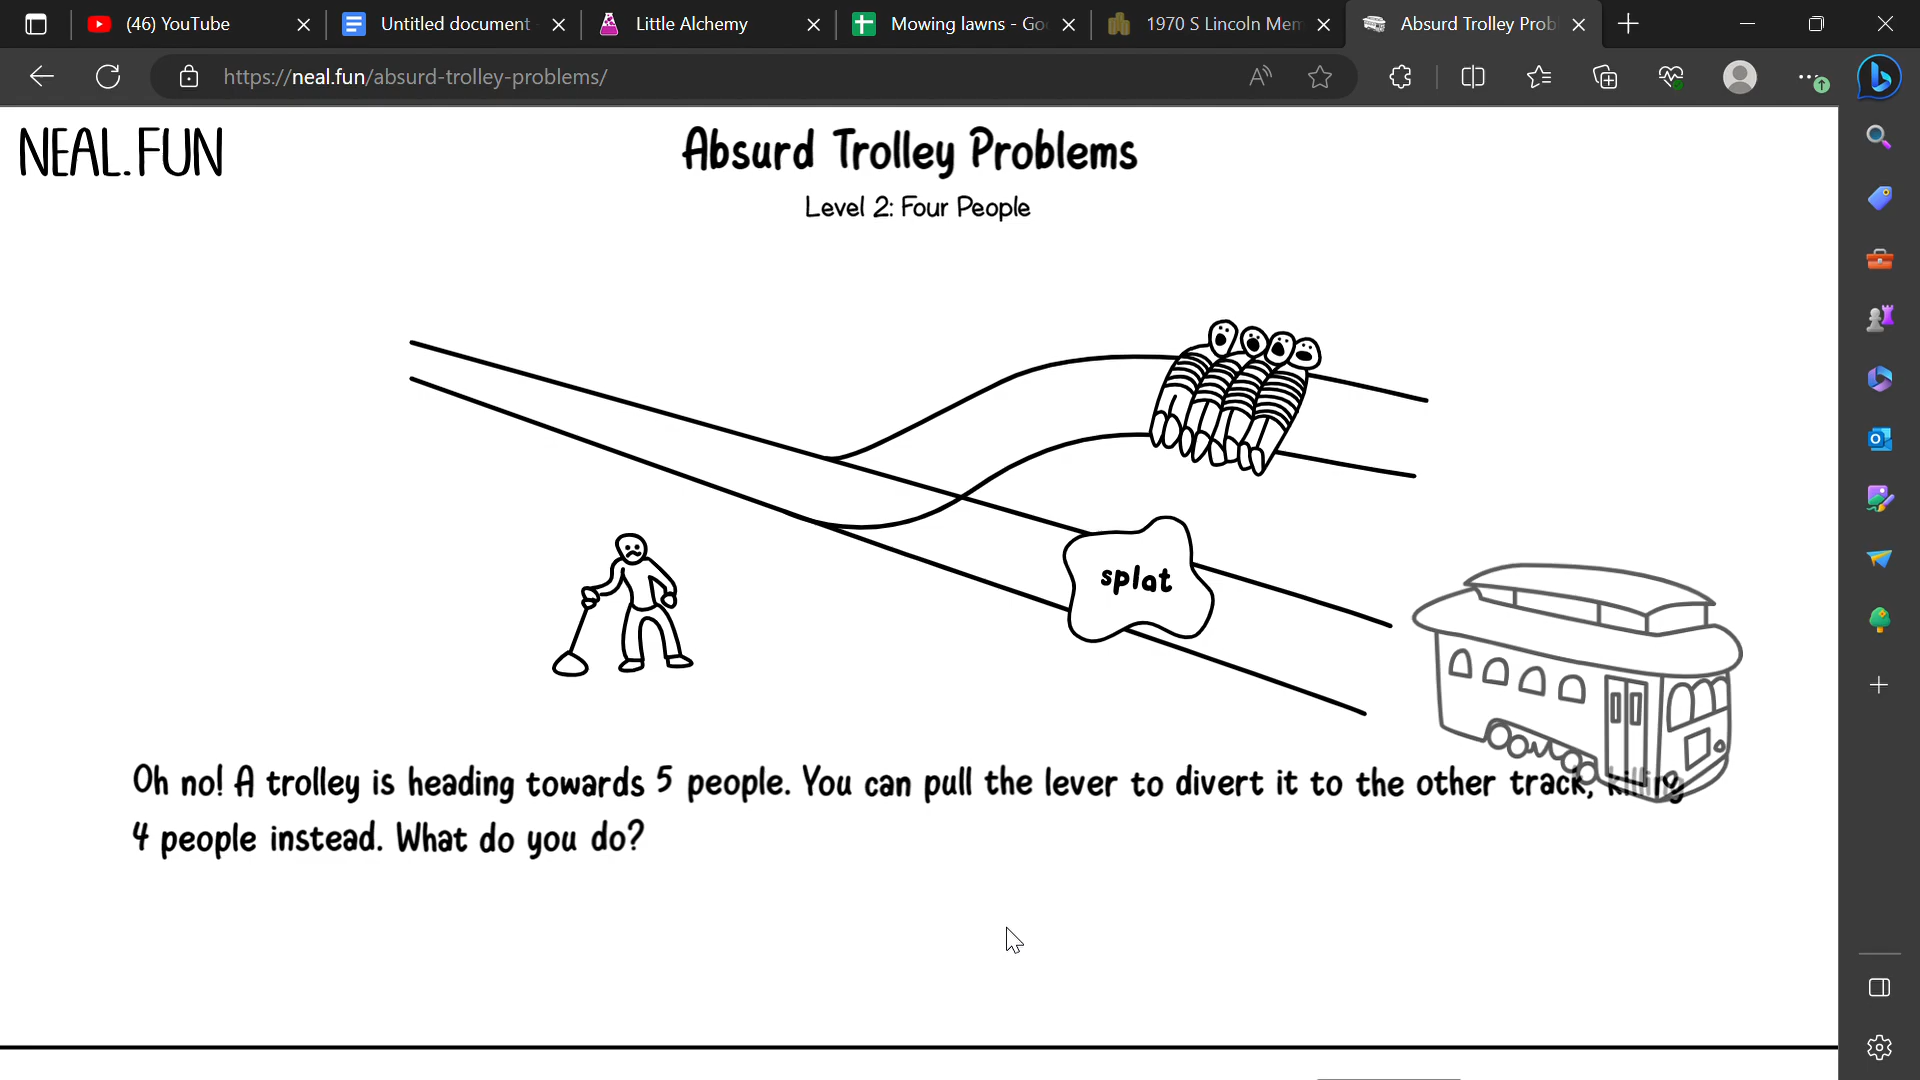 (46) YouTube
Untitled document
Little Alchemy
Mowing lawns - Go
1970 S Lincoln Mem
Absurd Trolley Prob
https://neal.fun/absurd-trolley-problems/
NEAL.FUN
Absurd Trolley Problems
Level 2: Four People
splat
Oh no! A trolley is heading towards 5 people. You can pull the lever to divert it to the other track, killing
4 people instead. What do you do?